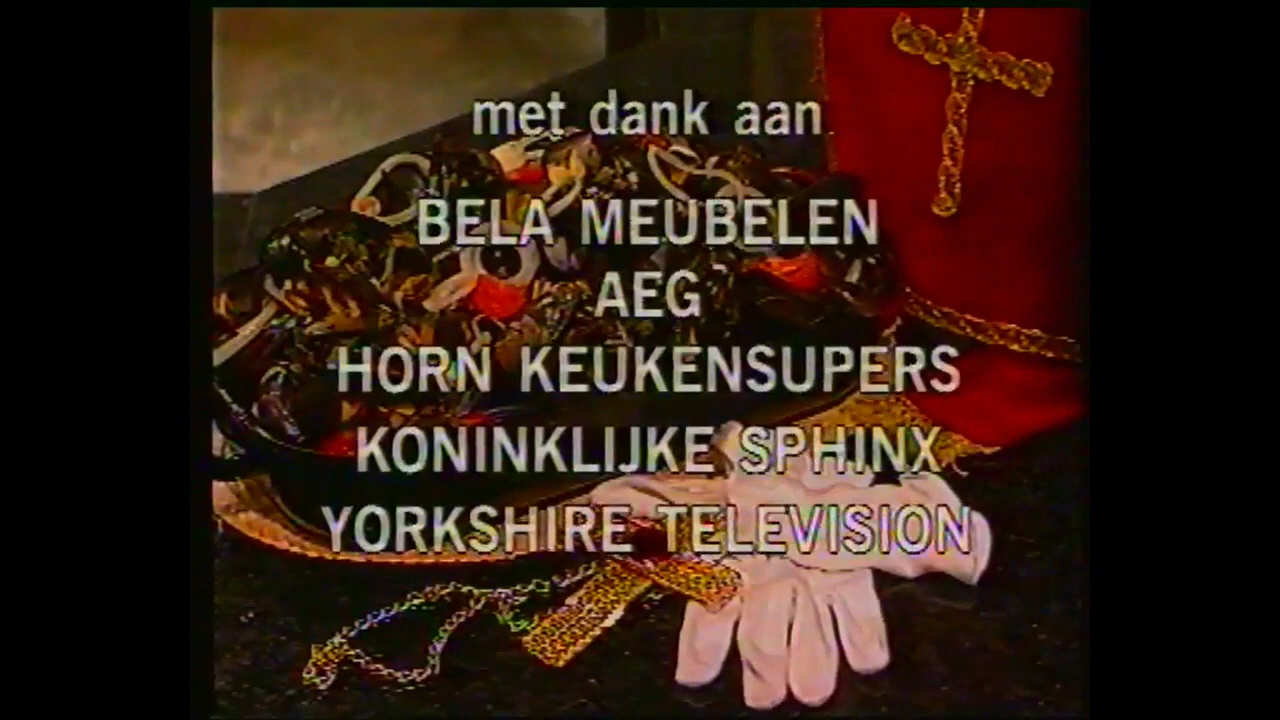 met dank aan
BELA MEUBELEN
AEG
HORN KEUKENSUPERS
KONINKLIJKE SPHINX
YORKSHIRE TELEVISION